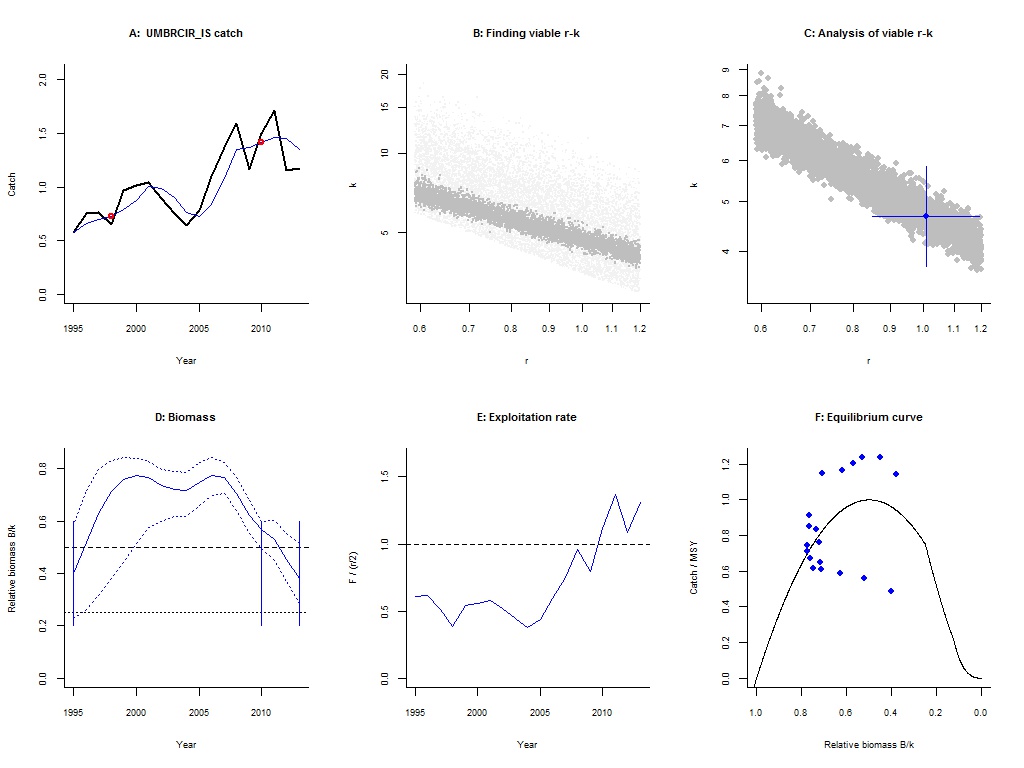 A:  UMBRCIR_IS catch
Catch
0.0 0.5 1.0 1.5 2.0
1995 2000 2005 2010
Year
B: Finding viable r-k
k
5 10 15 20
0.6 0.7 0.8 0.9 1.0 1.1 1.2
r
C: Analysis of viable r-k
k
4 5 6 7 8 9
0.6 0.7 0.8 0.9 1.0 1.1 1.2
r
D: Biomass
Relative biomass B/k
0.0 0.2 0.4 0.6 0.8
1995 2000 2005 2010
Year
E: Exploitation rate
F / (r/2)
0.0 0.5 1.0 1.5
1995 2000 2005 2010
Year
F: Equilibrium curve
Catch / MSY
0.0 0.2 0.4 0.6 0.8 1.0 1.2
1.0 0.8 0.6 0.4 0.2 0.0
Relative biomass B/k